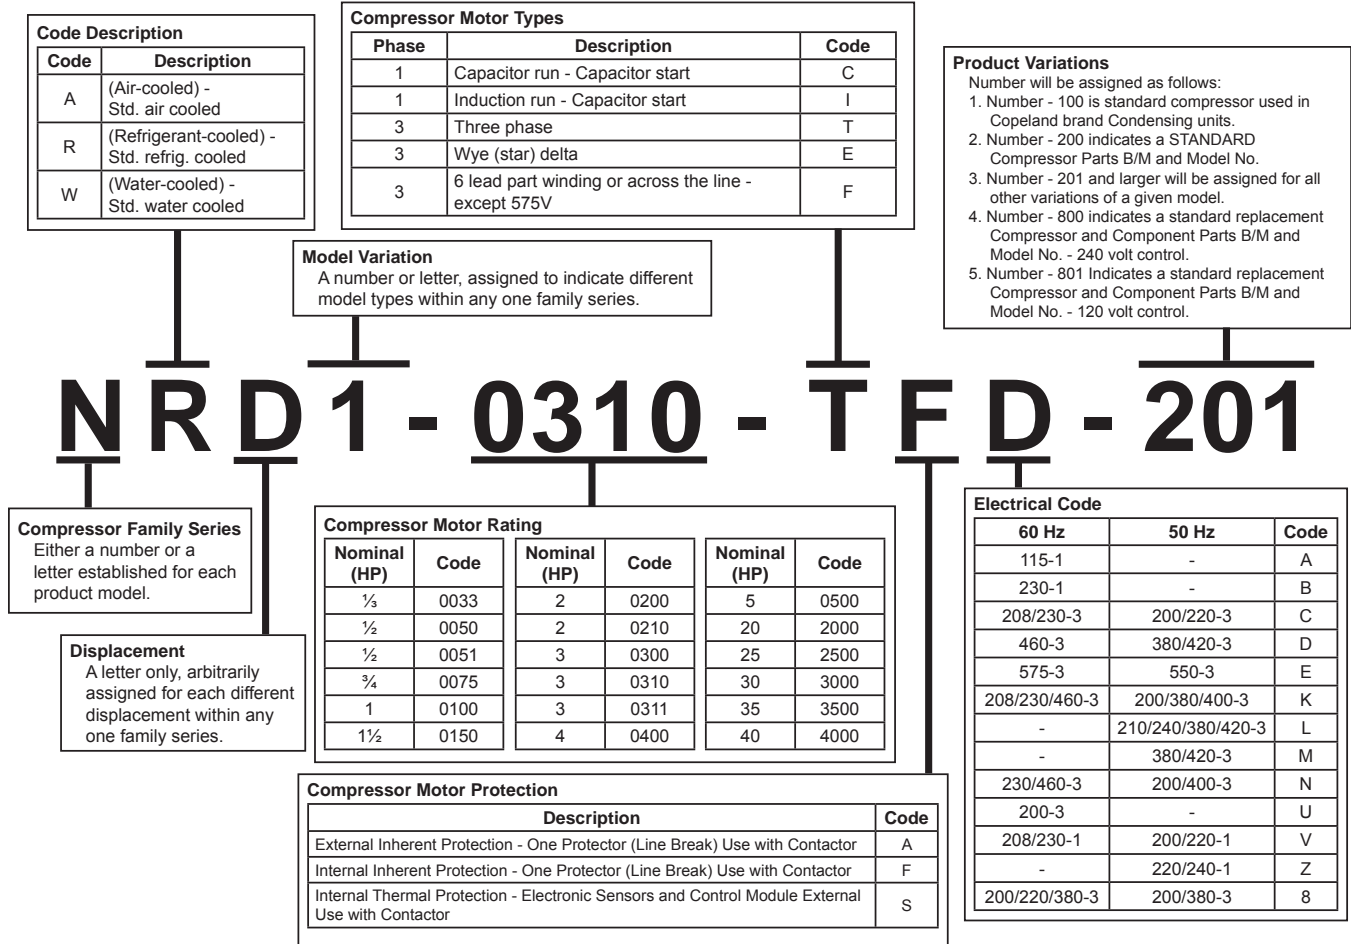 Code Description
Code Description
A (Air-cooled) -
Std. air cooled
R (Refrigerant-cooled) -
Std. refrig. cooled
W (Water-cooled) -
Std. water cooled
Compressor Motor Types
Phase Description Code
1 Capacitor run - Capacitor start C
1 Induction run - Capacitor start I
3 Three phase T
3 Wye (star) delta E
3 6 lead part winding or across the line - F
except 575V
Product Variations
Number will be assigned as follows:
1. Number - 100 is standard compressor used in
Copeland brand Condensing units.
2. Number - 200 indicates a STANDARD
Compressor Parts B/M and Model No.
3. Number - 201 and larger will be assigned for all
other variations of a given model.
4. Number - 800 indicates a standard replacement
Compressor and Component Parts B/M and
Model No. - 240 volt control.
5. Number - 801 Indicates a standard replacement
Compressor and Component Parts B/M and
Model No. - 120 volt control.
Model Variation
A number or letter, assigned to indicate different
model types within any one family series.
NRD1-0310-TFD-201
Compressor Family Series
Either a number or a
letter established for each
product model.
Displacement
A letter only, arbitrarily
assigned for each different
displacement within any
one family series.
Compressor Motor Rating
Nominal (HP) Code Nominal (HP) Code Nominal (HP) Code
⅓ 0033 2 0200 5 0500
½ 0050 2 0210 20 2000
½ 0051 3 0300 25 2500
¾ 0075 3 0310 30 3000
1 0100 3 0311 35 3500
1½ 0150 4 0400 40 4000
Compressor Motor Protection
Description Code
External Inherent Protection - One Protector (Line Break) Use with Contactor A
Internal Inherent Protection - One Protector (Line Break) Use with Contactor F
Internal Thermal Protection - Electronic Sensors and Control Module External S
Use with Contactor
Electrical Code
60 Hz 50 Hz Code
115-1 - A
230-1 - B
208/230-3 200/220-3 C
460-3 380/420-3 D
575-3 550-3 E
208/230/460-3 200/380/400-3 K
- 210/240/380/420-3 L
- 380/420-3 M
230/460-3 200/400-3 N
200-3 - U
208/230-1 200/220-1 V
- 220/240-1 Z
200/220/380-3 200/380-3 8